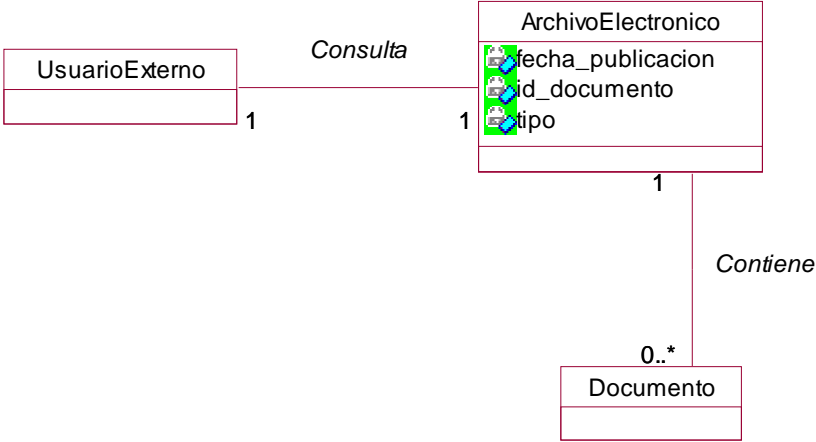 ArchivoElectronico
Consulta
fecha_publicacion
UsuarioExterno
id_documento
1
1
tipo
1
Contiene
0..*
Documento